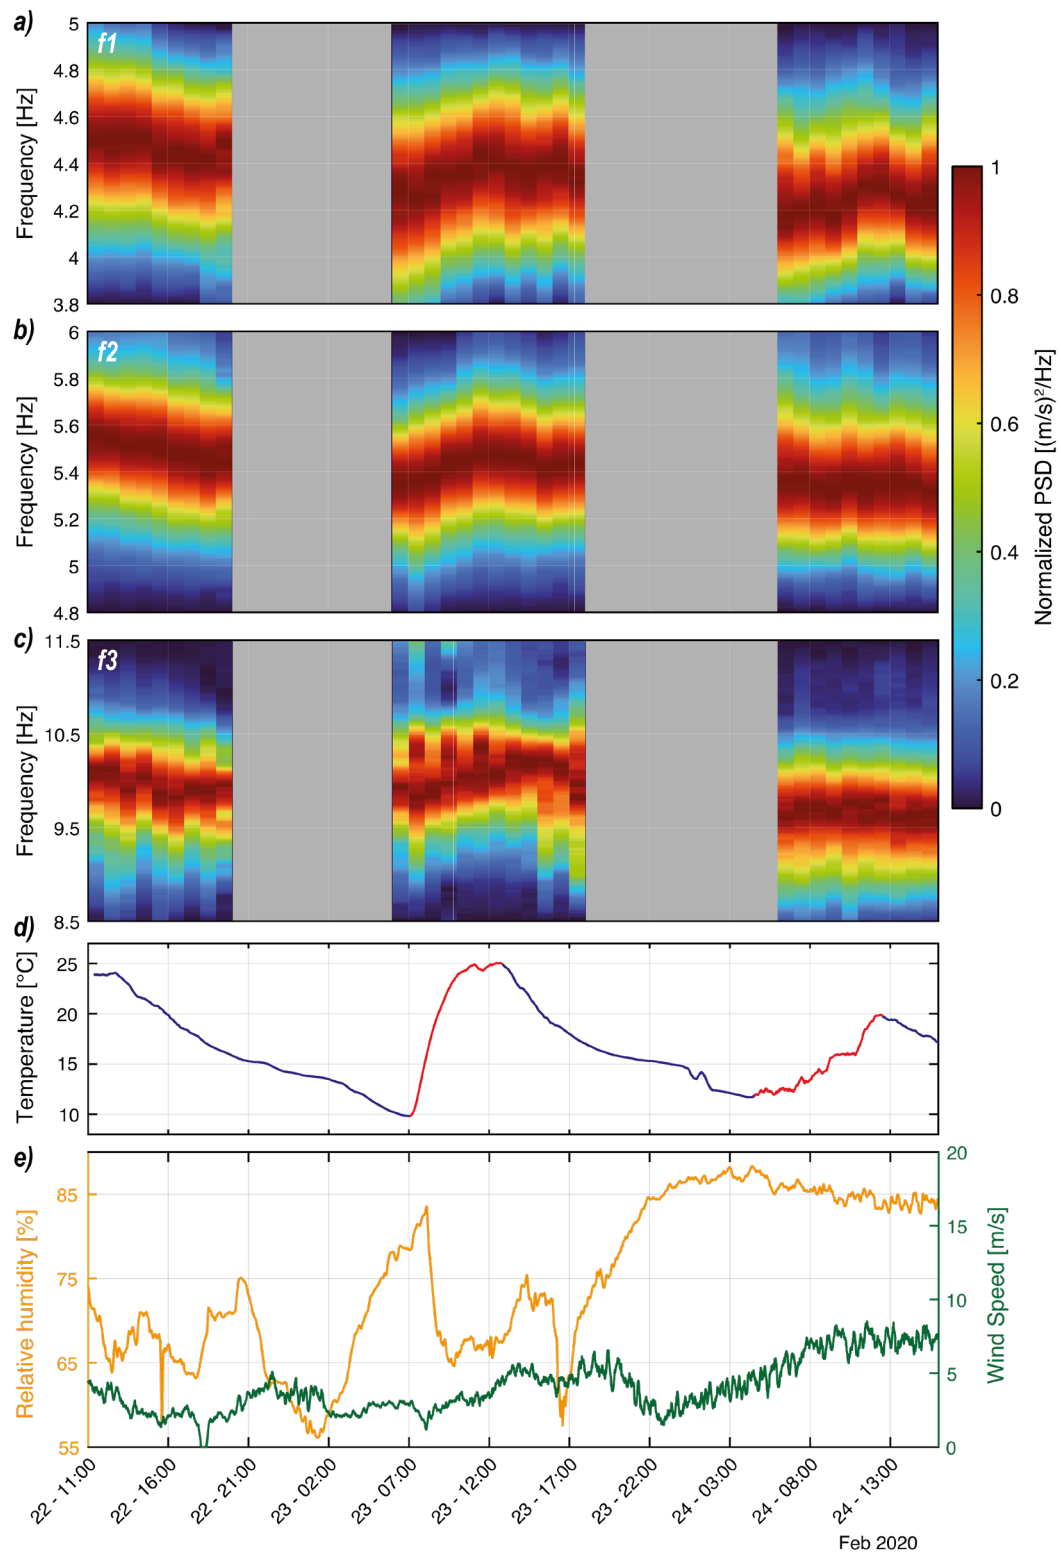 a)
f1
5
4.8
4.6
4.4
4.2
4
3.8
Frequency [Hz]
b)
f2
6
5.8
5.6
5.4
5.2
5
4.8
Frequency [Hz]
c)
f3
11.5
10.5
9.5
8.5
Frequency [Hz]
1
0.8
0.6
0.4
0.2
0
Normalized PSD [(m/s)²/Hz]
d)
25
20
15
10
Temperature [°C]
e)
85
75
65
55
Relative humidity [%]
20
15
10
5
0
Wind Speed [m/s]
22 - 11:00
22 - 16:00
22 - 21:00
23 - 02:00
23 - 07:00
23 - 12:00
23 - 17:00
23 - 22:00
24 - 03:00
24 - 08:00
24 - 13:00
Feb 2020